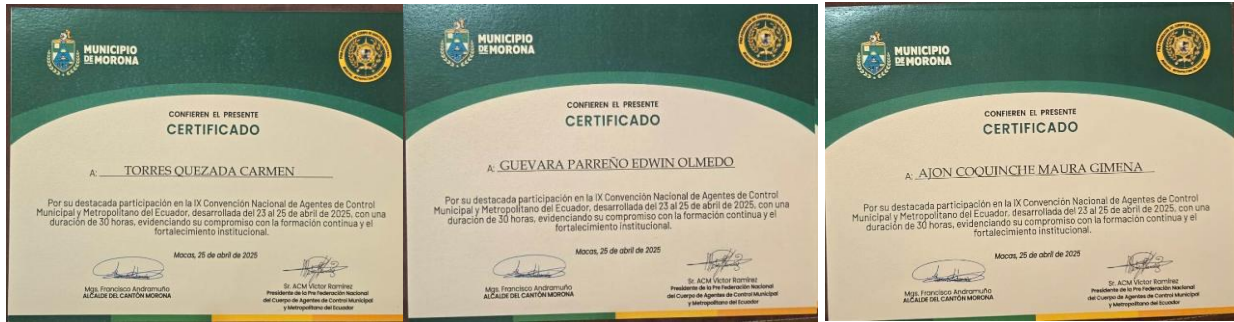 MUNICIPIO
DE MORONA
CONFIEREN EL PRESENTE
CERTIFICADO
A: TORRES QUEZADA CARMEN
Por su destacada participación en la IX Convención Nacional de Agentes de Control
Municipal y Metropolitano del Ecuador, desarrollada del 23 al 25 de abril de 2025, con una
duración de 30 horas, evidenciando su compromiso con la formación continua y el
fortalecimiento institucional.
Macas, 25 de abril de 2025
Mgs. Francisco Andramuño
ALCALDE DEL CANTÓN MORONA
Sr. ACM Víctor Ramírez
Presidente de la Pre Federación Nacional
del Cuerpo de Agentes de Control Municipal
y Metropolitano del Ecuador
MUNICIPIO
DE MORONA
CONFIEREN EL PRESENTE
CERTIFICADO
A: GUEVARA PARREÑO EDWIN OLMEDO
Por su destacada participación en la IX Convención Nacional de Agentes de Control
Municipal y Metropolitano del Ecuador, desarrollada del 23 al 25 de abril de 2025, con una
duración de 30 horas, evidenciando su compromiso con la formación continua y el
fortalecimiento institucional.
Macas, 25 de abril de 2025
Mgs. Francisco Andramuño
ALCALDE DEL CANTÓN MORONA
Sr. ACM Víctor Ramírez
Presidente de la Pre Federación Nacional
del Cuerpo de Agentes de Control Municipal
y Metropolitano del Ecuador
MUNICIPIO
DE MORONA
CONFIEREN EL PRESENTE
CERTIFICADO
A: AJON COQUINCHE MAURA GIMENA
Por su destacada participación en la IX Convención Nacional de Agentes de Control
Municipal y Metropolitano del Ecuador, desarrollada del 23 al 25 de abril de 2025, con una
duración de 30 horas, evidenciando su compromiso con la formación continua y el
fortalecimiento institucional.
Macas, 25 de abril de 2025
Mgs. Francisco Andramuño
ALCALDE DEL CANTÓN MORONA
Sr. ACM Víctor Ramírez
Presidente de la Pre Federación Nacional
del Cuerpo de Agentes de Control Municipal
y Metropolitano del Ecuador